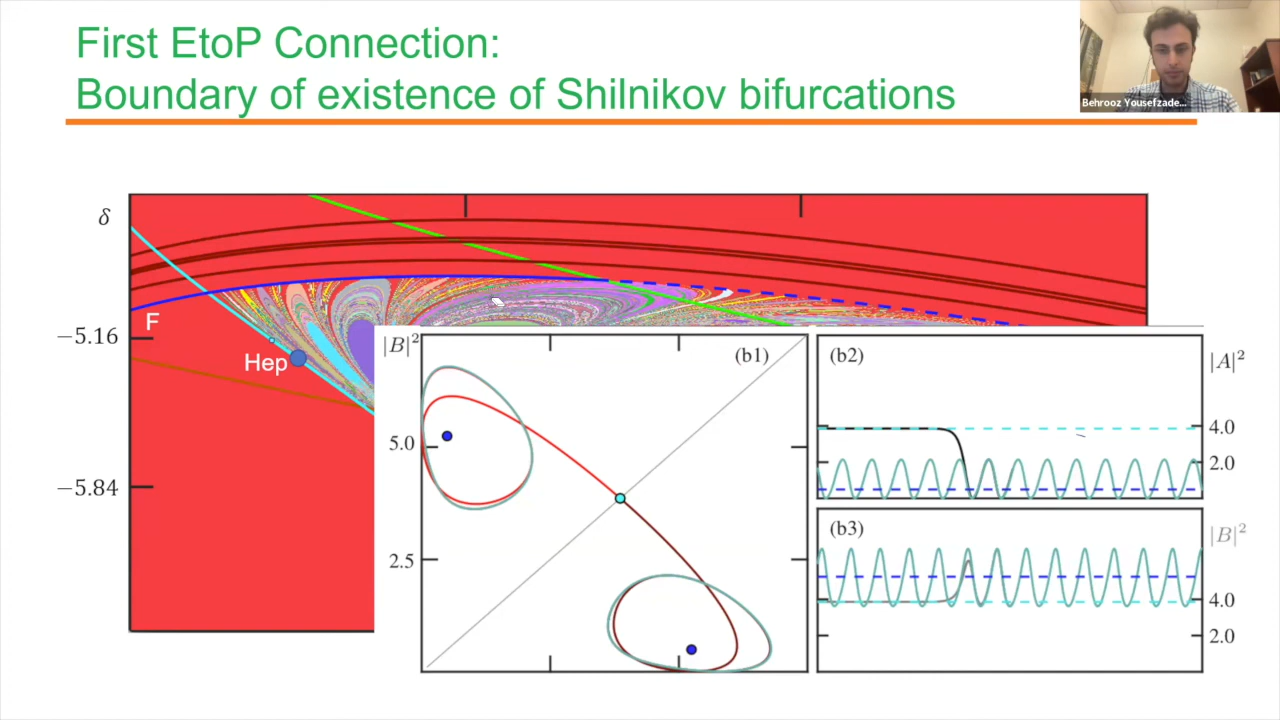 First EtoP Connection:
Boundary of existence of Shilnikov bifurcations
Behrooz Yousefzade...
δ
F
−5.16
Hep
−5.84
|B|²
(b1)
5.0
2.5
(b2)
|A|²
4.0
2.0
(b3)
|B|²
4.0
2.0